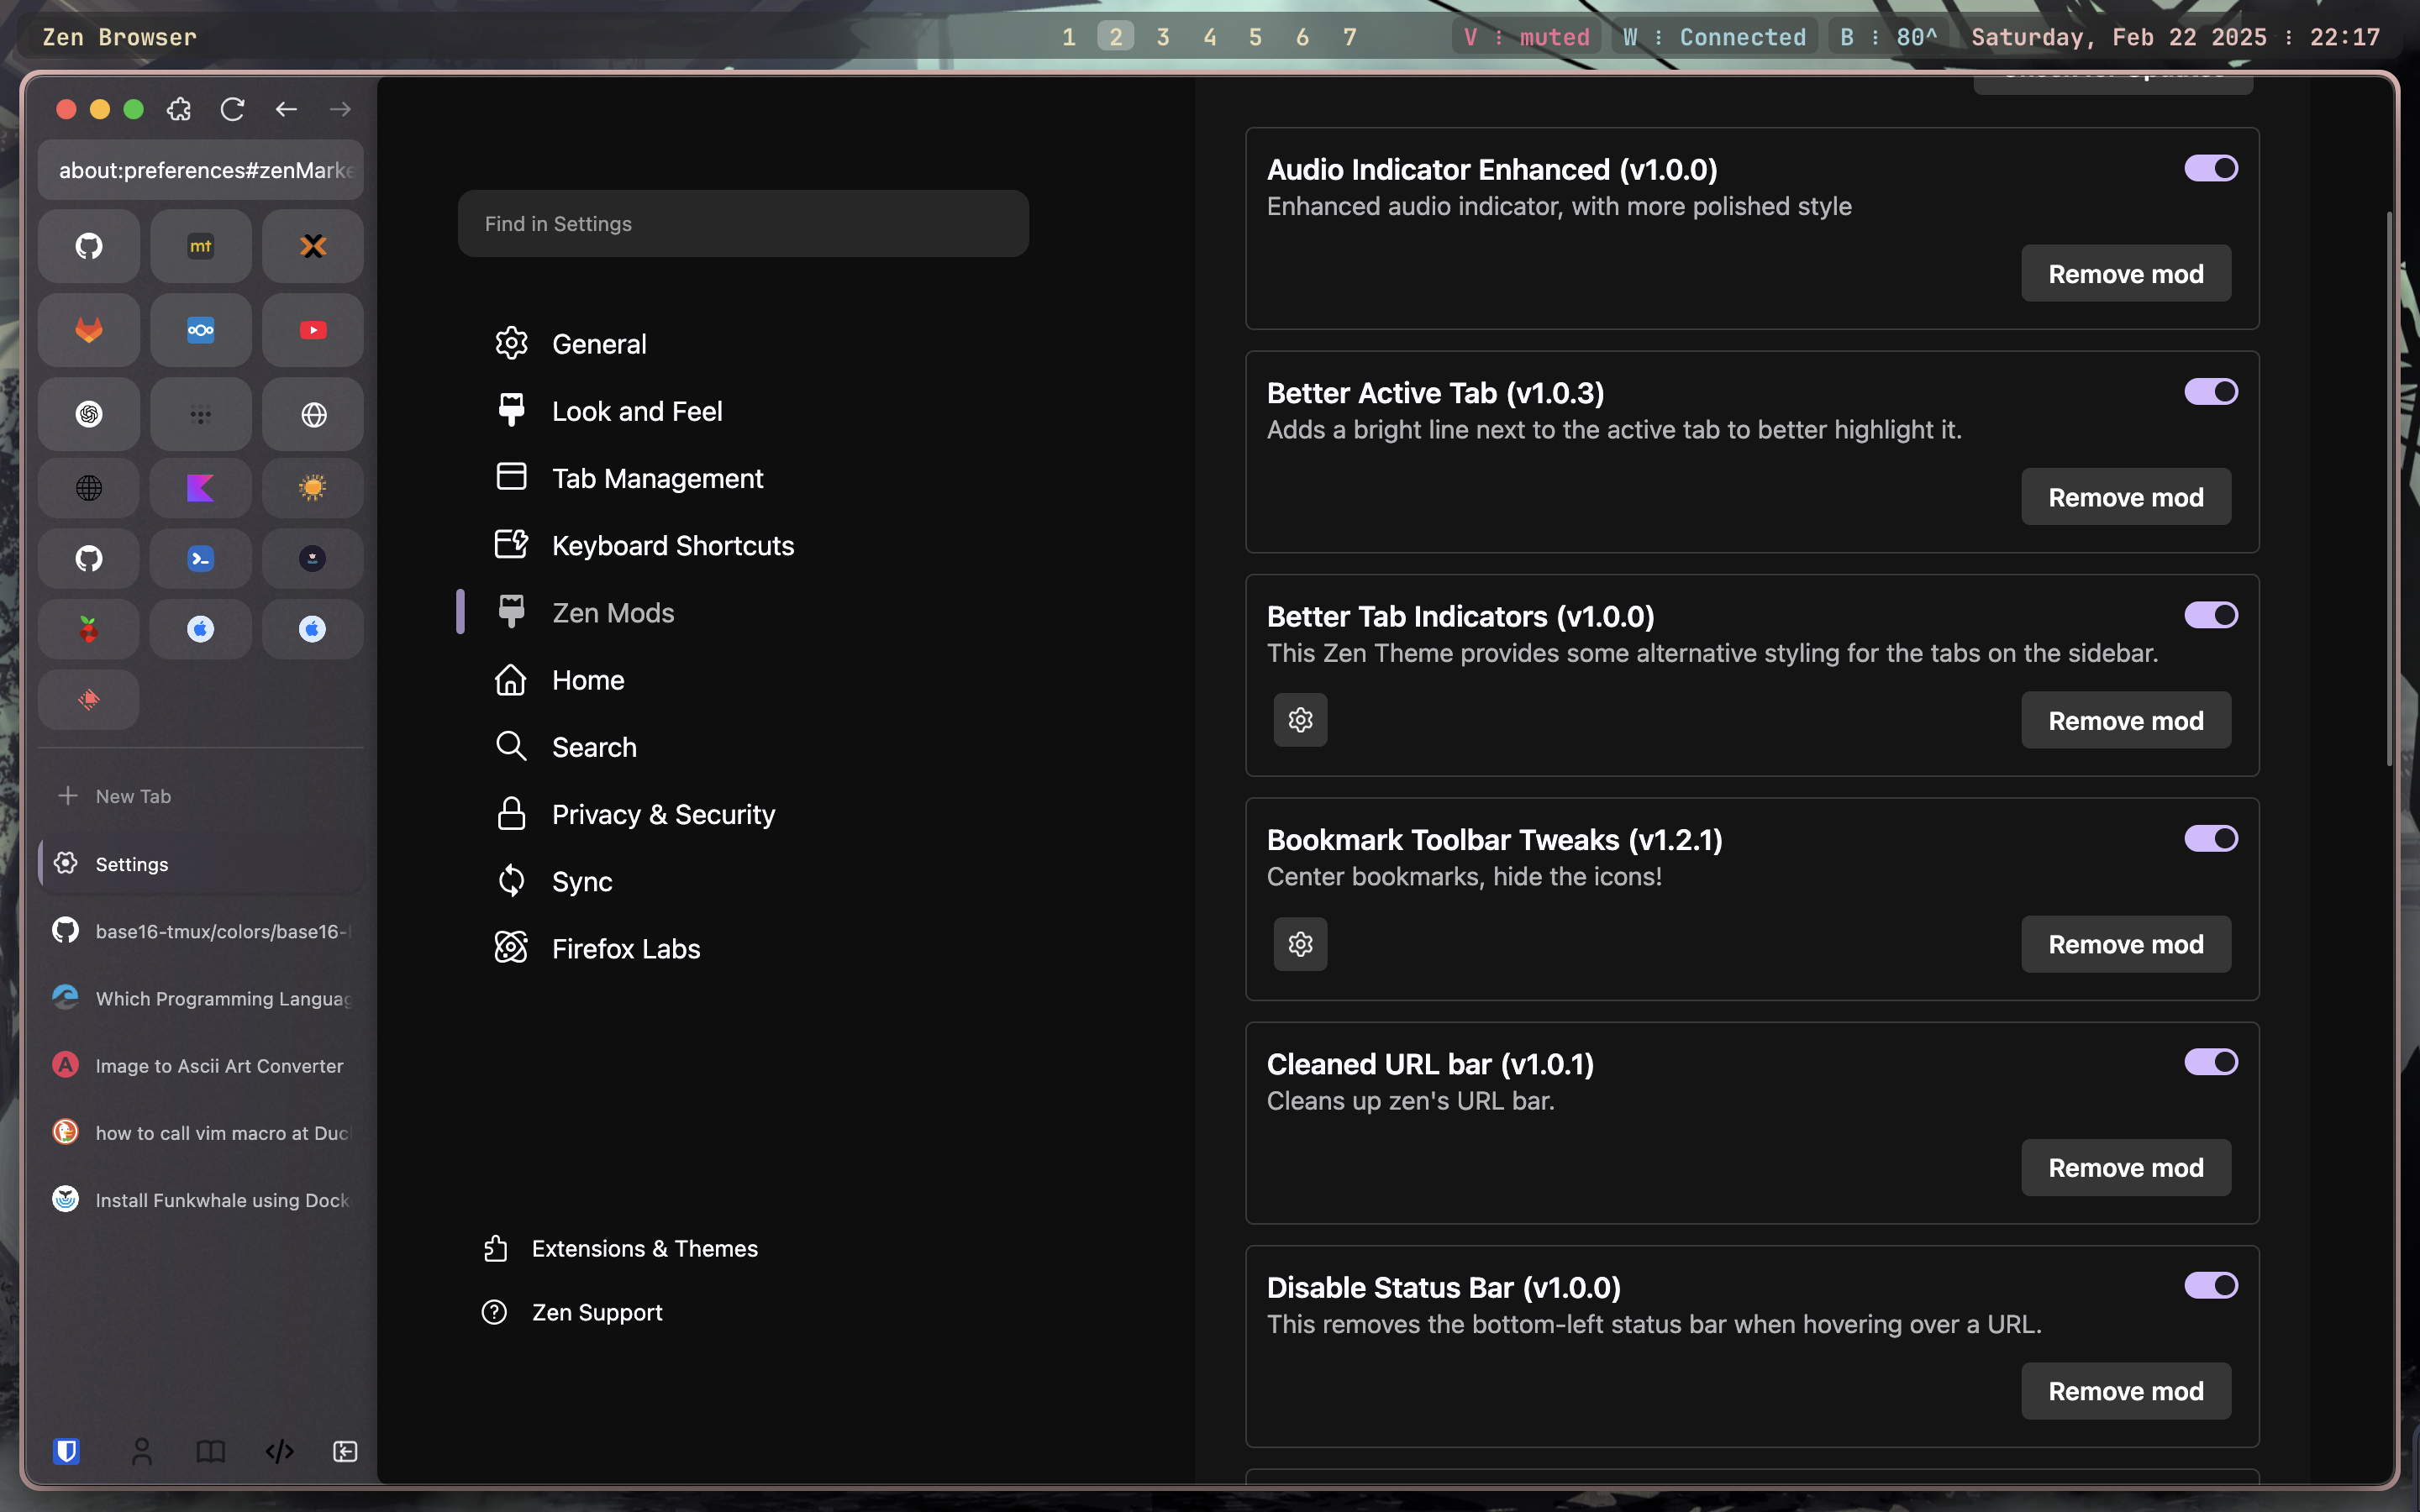 Zen Browser
1 2 3 4 5 6 7
V : muted
W : Connected
B : 80^
Saturday, Feb 22 2025 : 22:17
about:preferences#zenMarke
mt
New Tab
Settings
base16-tmux/colors/base16-
Which Programming Languag
Image to Ascii Art Converter
how to call vim macro at Duc
Install Funkwhale using Dock
Find in Settings
General
Look and Feel
Tab Management
Keyboard Shortcuts
Zen Mods
Home
Search
Privacy & Security
Sync
Firefox Labs
Extensions & Themes
Zen Support
Audio Indicator Enhanced (v1.0.0)
Enhanced audio indicator, with more polished style
Remove mod
Better Active Tab (v1.0.3)
Adds a bright line next to the active tab to better highlight it.
Remove mod
Better Tab Indicators (v1.0.0)
This Zen Theme provides some alternative styling for the tabs on the sidebar.
Remove mod
Bookmark Toolbar Tweaks (v1.2.1)
Center bookmarks, hide the icons!
Remove mod
Cleaned URL bar (v1.0.1)
Cleans up zen's URL bar.
Remove mod
Disable Status Bar (v1.0.0)
This removes the bottom-left status bar when hovering over a URL.
Remove mod